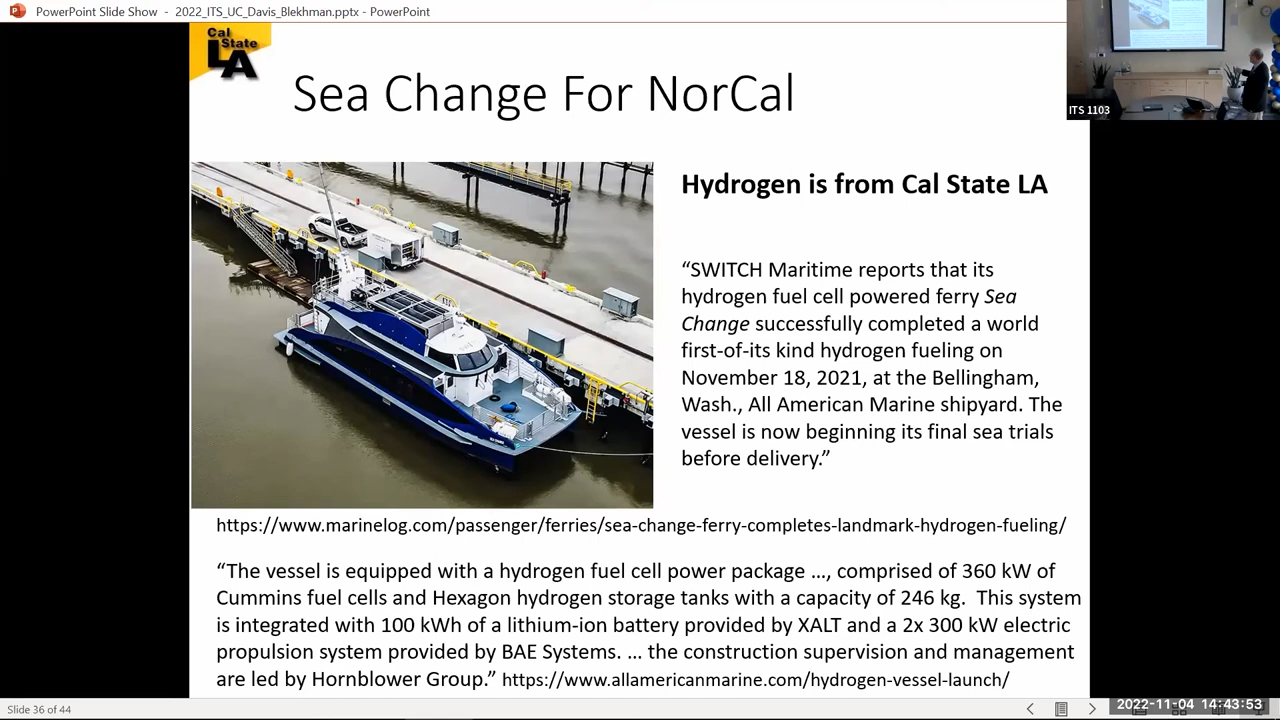 PowerPoint Slide Show - 2022_ITS_UC_Davis_Blekhman.pptx - PowerPoint
Cal
State
LA
Sea Change For NorCal
ITS 1103
Hydrogen is from Cal State LA
“SWITCH Maritime reports that its
hydrogen fuel cell powered ferry Sea
Change successfully completed a world
first-of-its kind hydrogen fueling on
November 18, 2021, at the Bellingham,
Wash., All American Marine shipyard. The
vessel is now beginning its final sea trials
before delivery.”
https://www.marinelog.com/passenger/ferries/sea-change-ferry-completes-landmark-hydrogen-fueling/
“The vessel is equipped with a hydrogen fuel cell power package …, comprised of 360 kW of
Cummins fuel cells and Hexagon hydrogen storage tanks with a capacity of 246 kg. This system
is integrated with 100 kWh of a lithium-ion battery provided by XALT and a 2x 300 kW electric
propulsion system provided by BAE Systems. … the construction supervision and management
are led by Hornblower Group.” https://www.allamericanmarine.com/hydrogen-vessel-launch/
Slide 36 of 44
2022-11-04 14:43:53